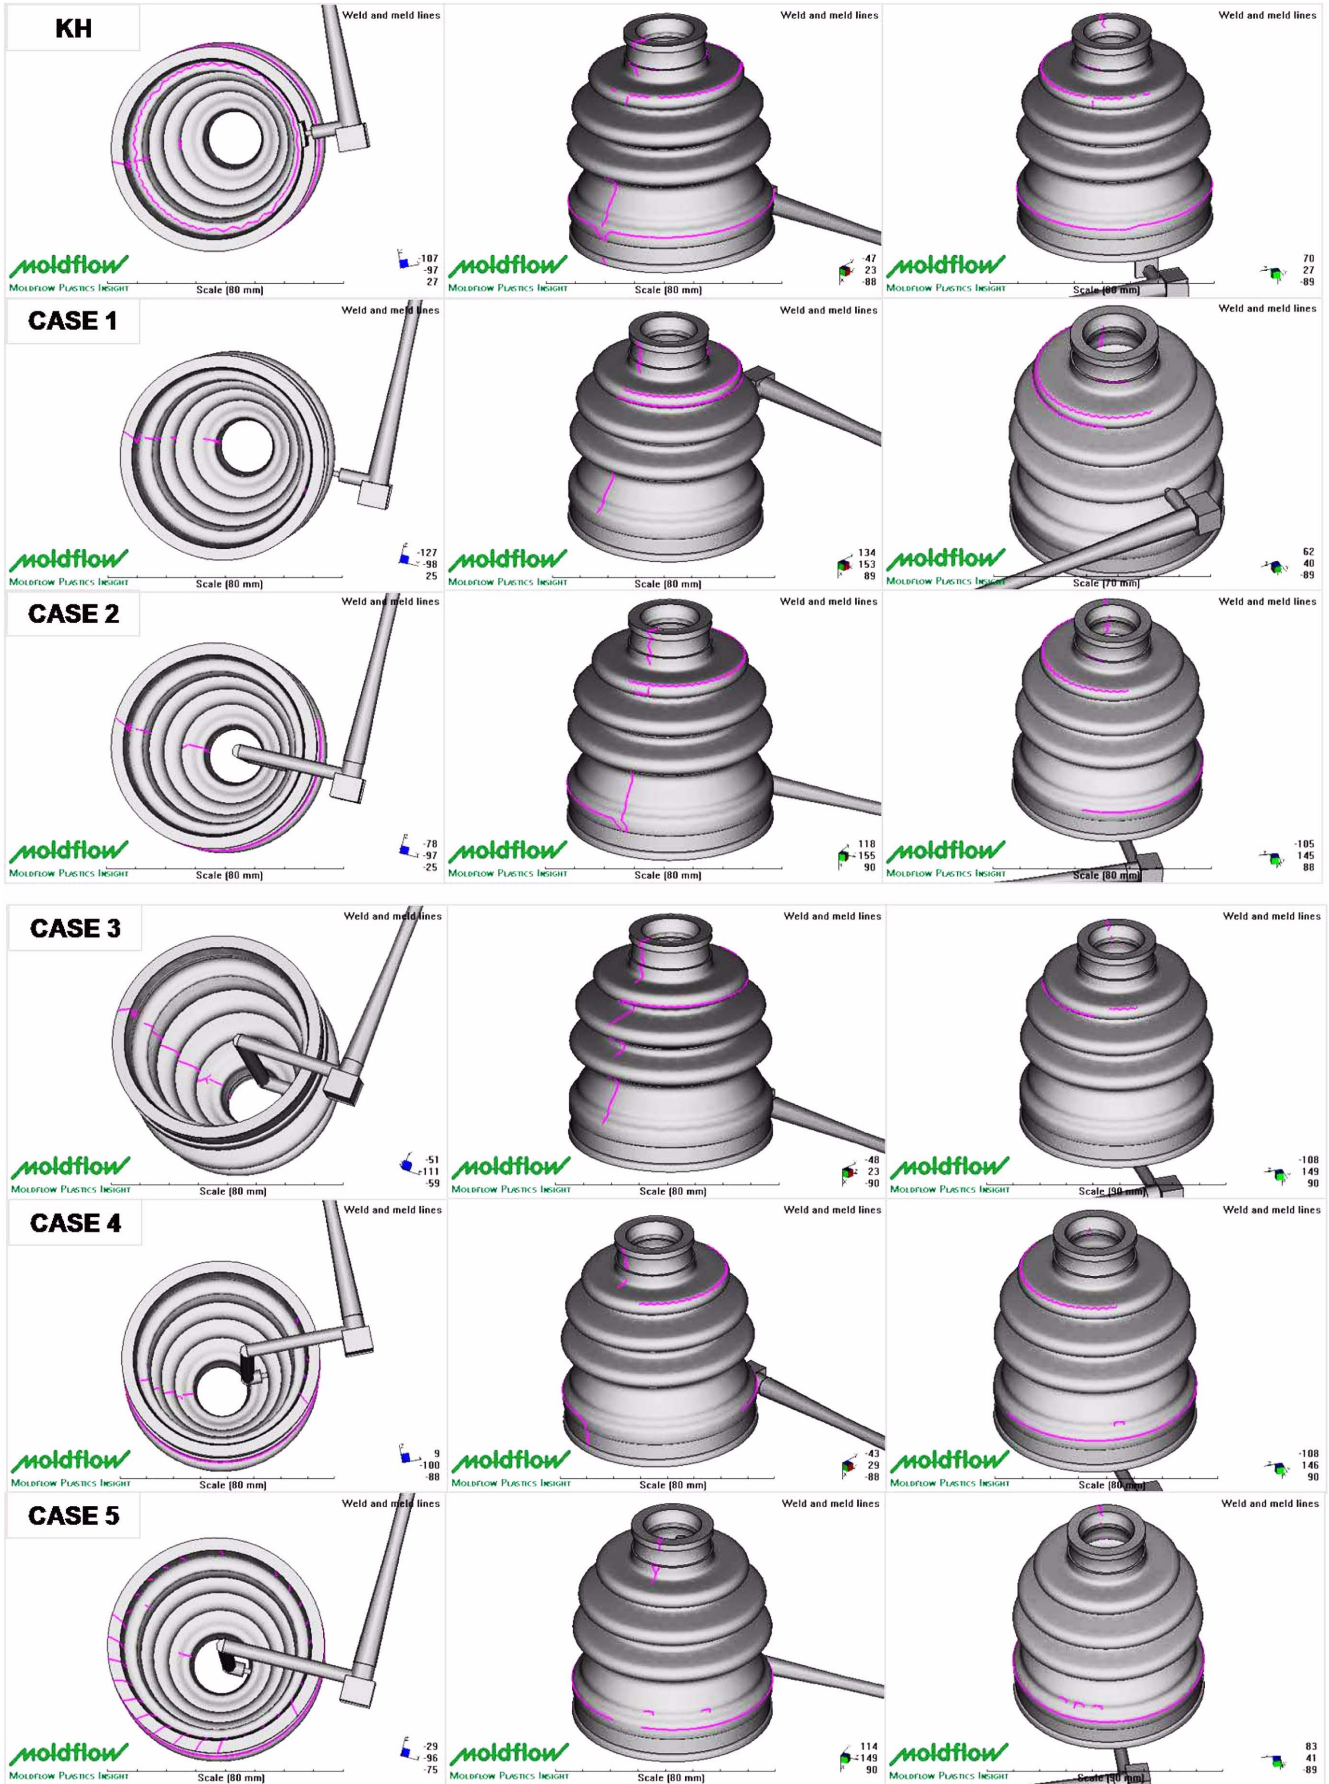 KH
Weld and meld lines
moldflow
MOLDFLOW PLASTICS INSIGHT
Scale (80 mm)
-107
-97
27
Weld and meld lines
moldflow
MOLDFLOW PLASTICS INSIGHT
Scale (80 mm)
-47
23
-88
Weld and meld lines
moldflow
MOLDFLOW PLASTICS INSIGHT
Scale (80 mm)
70
27
-89
CASE 1
Weld and meld lines
moldflow
MOLDFLOW PLASTICS INSIGHT
Scale (80 mm)
-127
-98
25
Weld and meld lines
moldflow
MOLDFLOW PLASTICS INSIGHT
Scale (80 mm)
134
153
89
Weld and meld lines
moldflow
MOLDFLOW PLASTICS INSIGHT
Scale (70 mm)
62
40
-89
CASE 2
Weld and meld lines
moldflow
MOLDFLOW PLASTICS INSIGHT
Scale (80 mm)
-78
-97
-25
Weld and meld lines
moldflow
MOLDFLOW PLASTICS INSIGHT
Scale (80 mm)
118
155
90
Weld and meld lines
moldflow
MOLDFLOW PLASTICS INSIGHT
Scale (80 mm)
-105
145
88
CASE 3
Weld and meld lines
moldflow
MOLDFLOW PLASTICS INSIGHT
Scale (80 mm)
-51
-111
-59
Weld and meld lines
moldflow
MOLDFLOW PLASTICS INSIGHT
Scale (80 mm)
-48
23
-90
Weld and meld lines
moldflow
MOLDFLOW PLASTICS INSIGHT
Scale (90 mm)
-108
149
90
CASE 4
Weld and meld lines
moldflow
MOLDFLOW PLASTICS INSIGHT
Scale (80 mm)
9
-100
-88
Weld and meld lines
moldflow
MOLDFLOW PLASTICS INSIGHT
Scale (80 mm)
-43
29
-88
Weld and meld lines
moldflow
MOLDFLOW PLASTICS INSIGHT
Scale (80 mm)
-108
146
90
CASE 5
Weld and meld lines
moldflow
MOLDFLOW PLASTICS INSIGHT
Scale (80 mm)
-29
-96
-75
Weld and meld lines
moldflow
MOLDFLOW PLASTICS INSIGHT
Scale (80 mm)
114
149
90
Weld and meld lines
moldflow
MOLDFLOW PLASTICS INSIGHT
Scale (90 mm)
83
41
-89